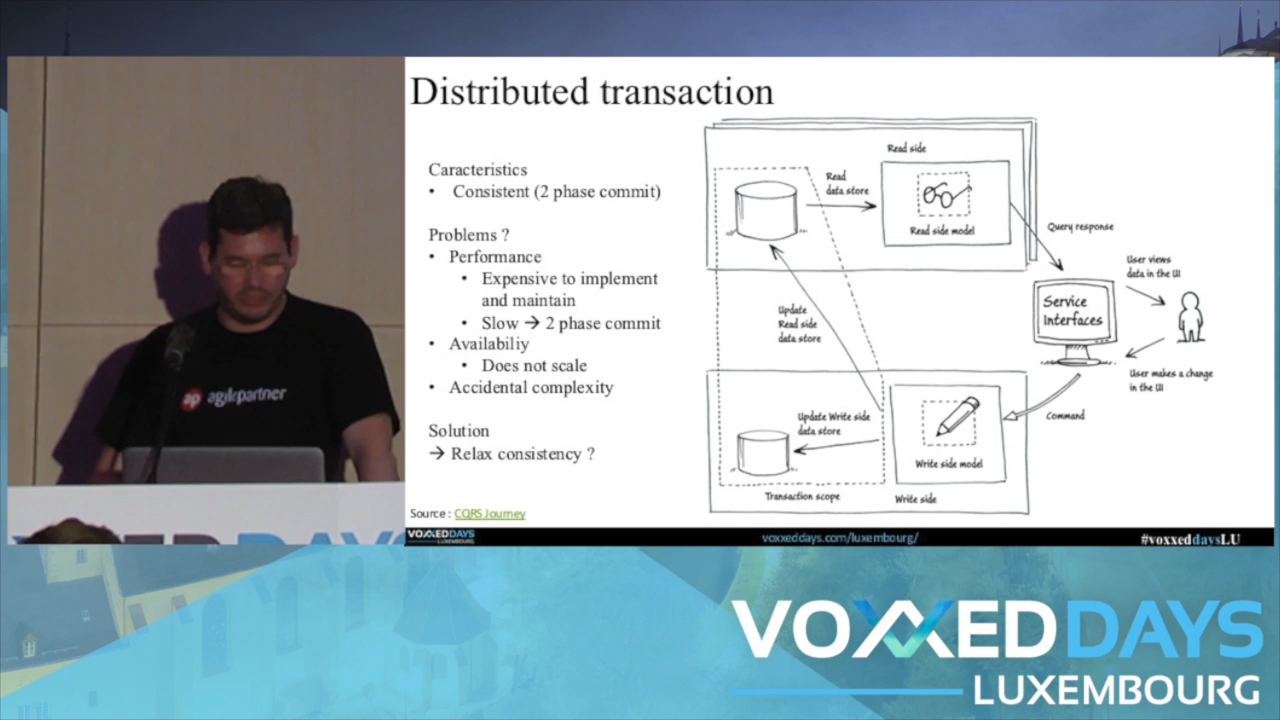 Distributed transaction
Caracteristics
• Consistent (2 phase commit)
Problems ?
• Performance
• Expensive to implement
and maintain
• Slow → 2 phase commit
• Availabiliy
• Does not scale
• Accidental complexity
Solution
→ Relax consistency ?
Source : CQRS Journey
Read side
Read
data store
Read side model
Query response
User views
data in the UI
Service
Interfaces
Update
Read side
data store
User makes a change
in the UI
Command
Update Write side
data store
Write side model
Transaction scope
Write side
ap agilepartner
VOXXEDDAYS
LUXEMBOURG
voxxeddays.com/luxembourg/
#voxxeddaysLU
VOXXEDDAYS
LUXEMBOURG